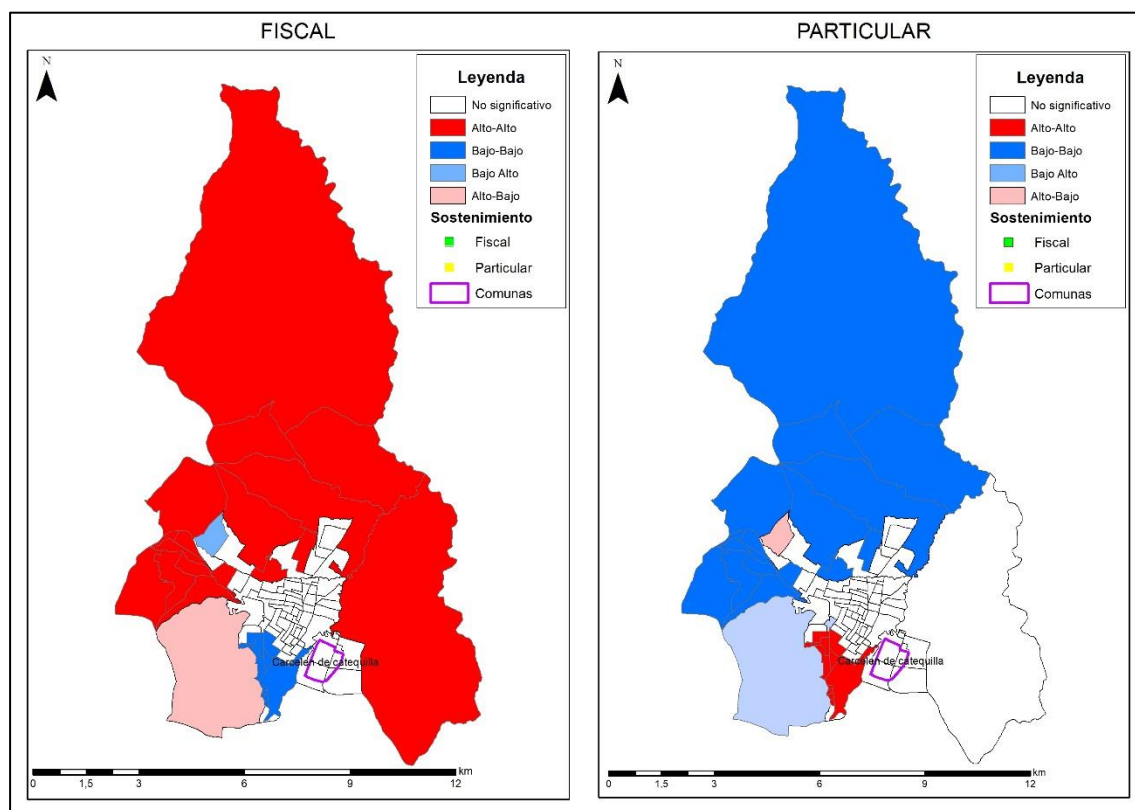 FISCAL
N
Leyenda
No significativo
Alto-Alto
Bajo-Bajo
Bajo Alto
Alto-Bajo
Sostenimiento
Fiscal
Particular
Comunas
Carcelén de catequilla
km
0 1,5 3 6 9 12
PARTICULAR
N
Leyenda
No significativo
Alto-Alto
Bajo-Bajo
Bajo Alto
Alto-Bajo
Sostenimiento
Fiscal
Particular
Comunas
Carcelén de catequilla
km
0 1,5 3 6 9 12